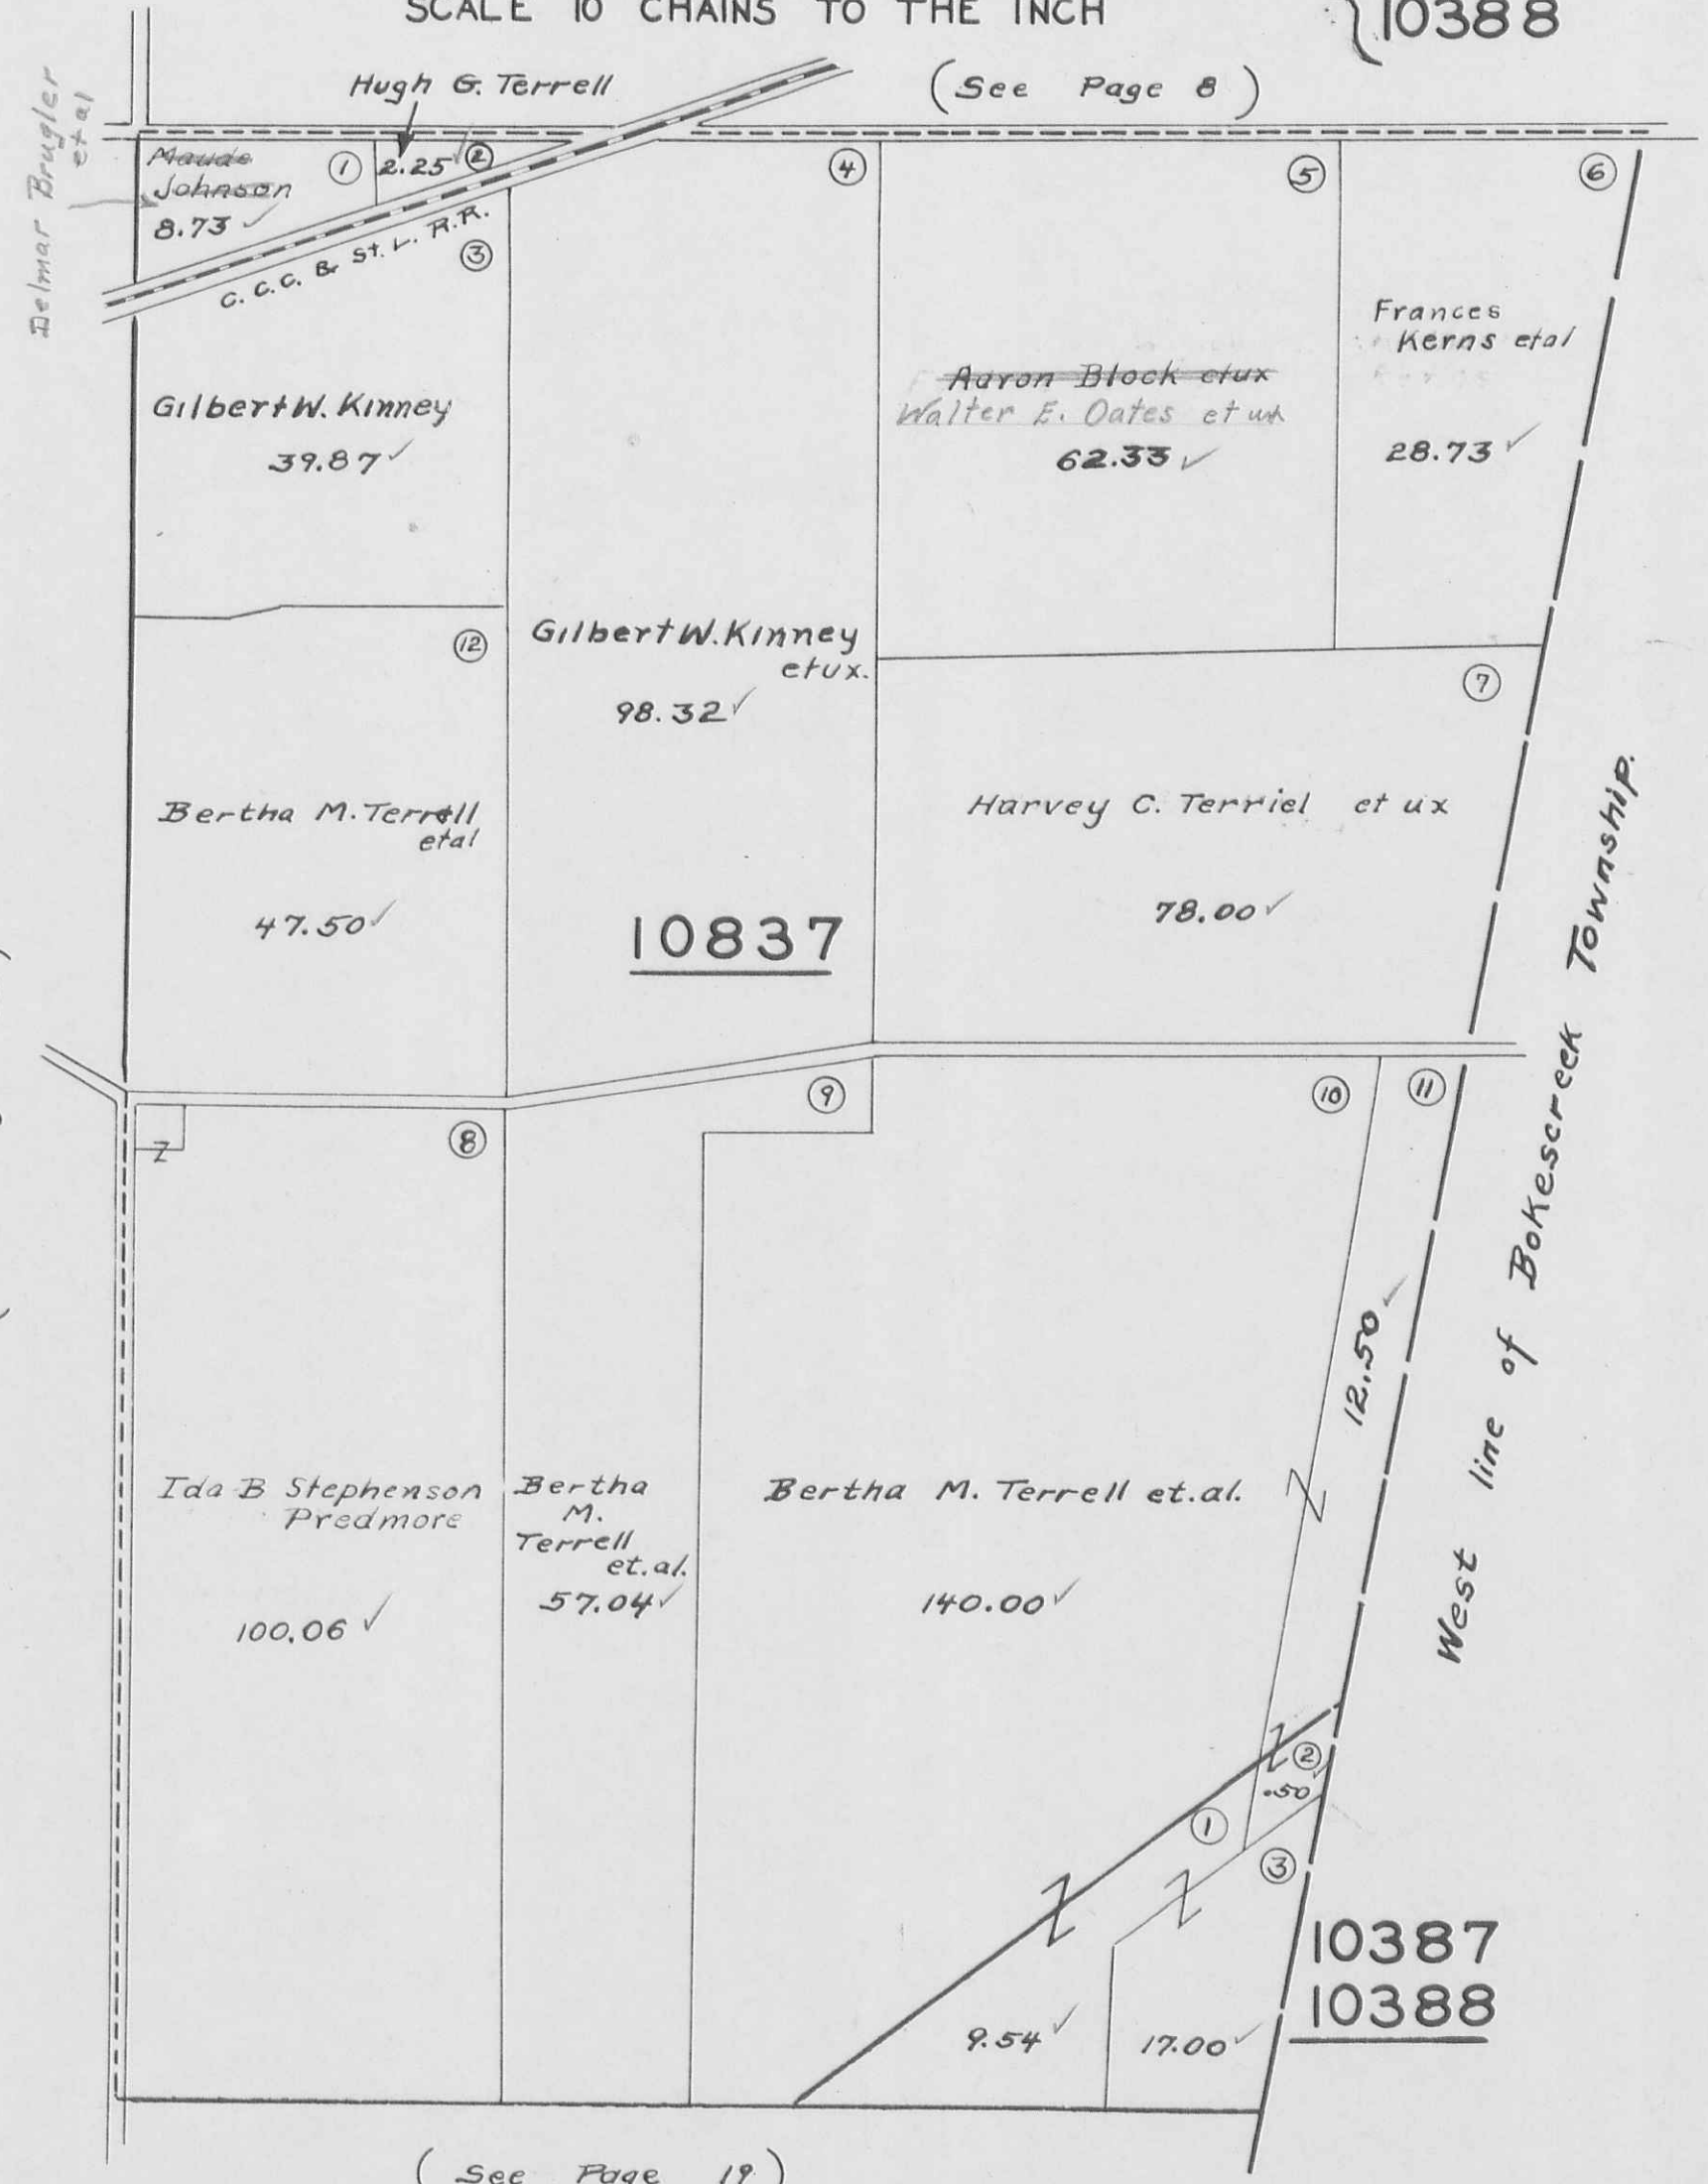 SCALE 10 CHAINS TO THE INCH
10388
(See Page 8)
Hugh G. Terrell
Delmar Brugler
et al
Maude
Johnson
8.73
1
2.25
2
C. C. C. & St. L. R.R.
3
4
5
6
Gilbert W. Kinney
39.87
Aaron Block etux
Walter E. Oates et ux
62.33
Frances
Kerns etal
28.73
12
Gilbert W. Kinney
etux.
98.32
7
Bertha M. Terrell
etal
47.50
Harvey C. Terriel et ux
78.00
10837
West line of Bokescreek Township.
8
9
10
11
12.50
Ida B Stephenson
Predmore
100.06
Bertha
M.
Terrell
et.al.
57.04
Bertha M. Terrell et.al.
140.00
2
.50
1
3
10387
10388
9.54
17.00
(See Page 19)